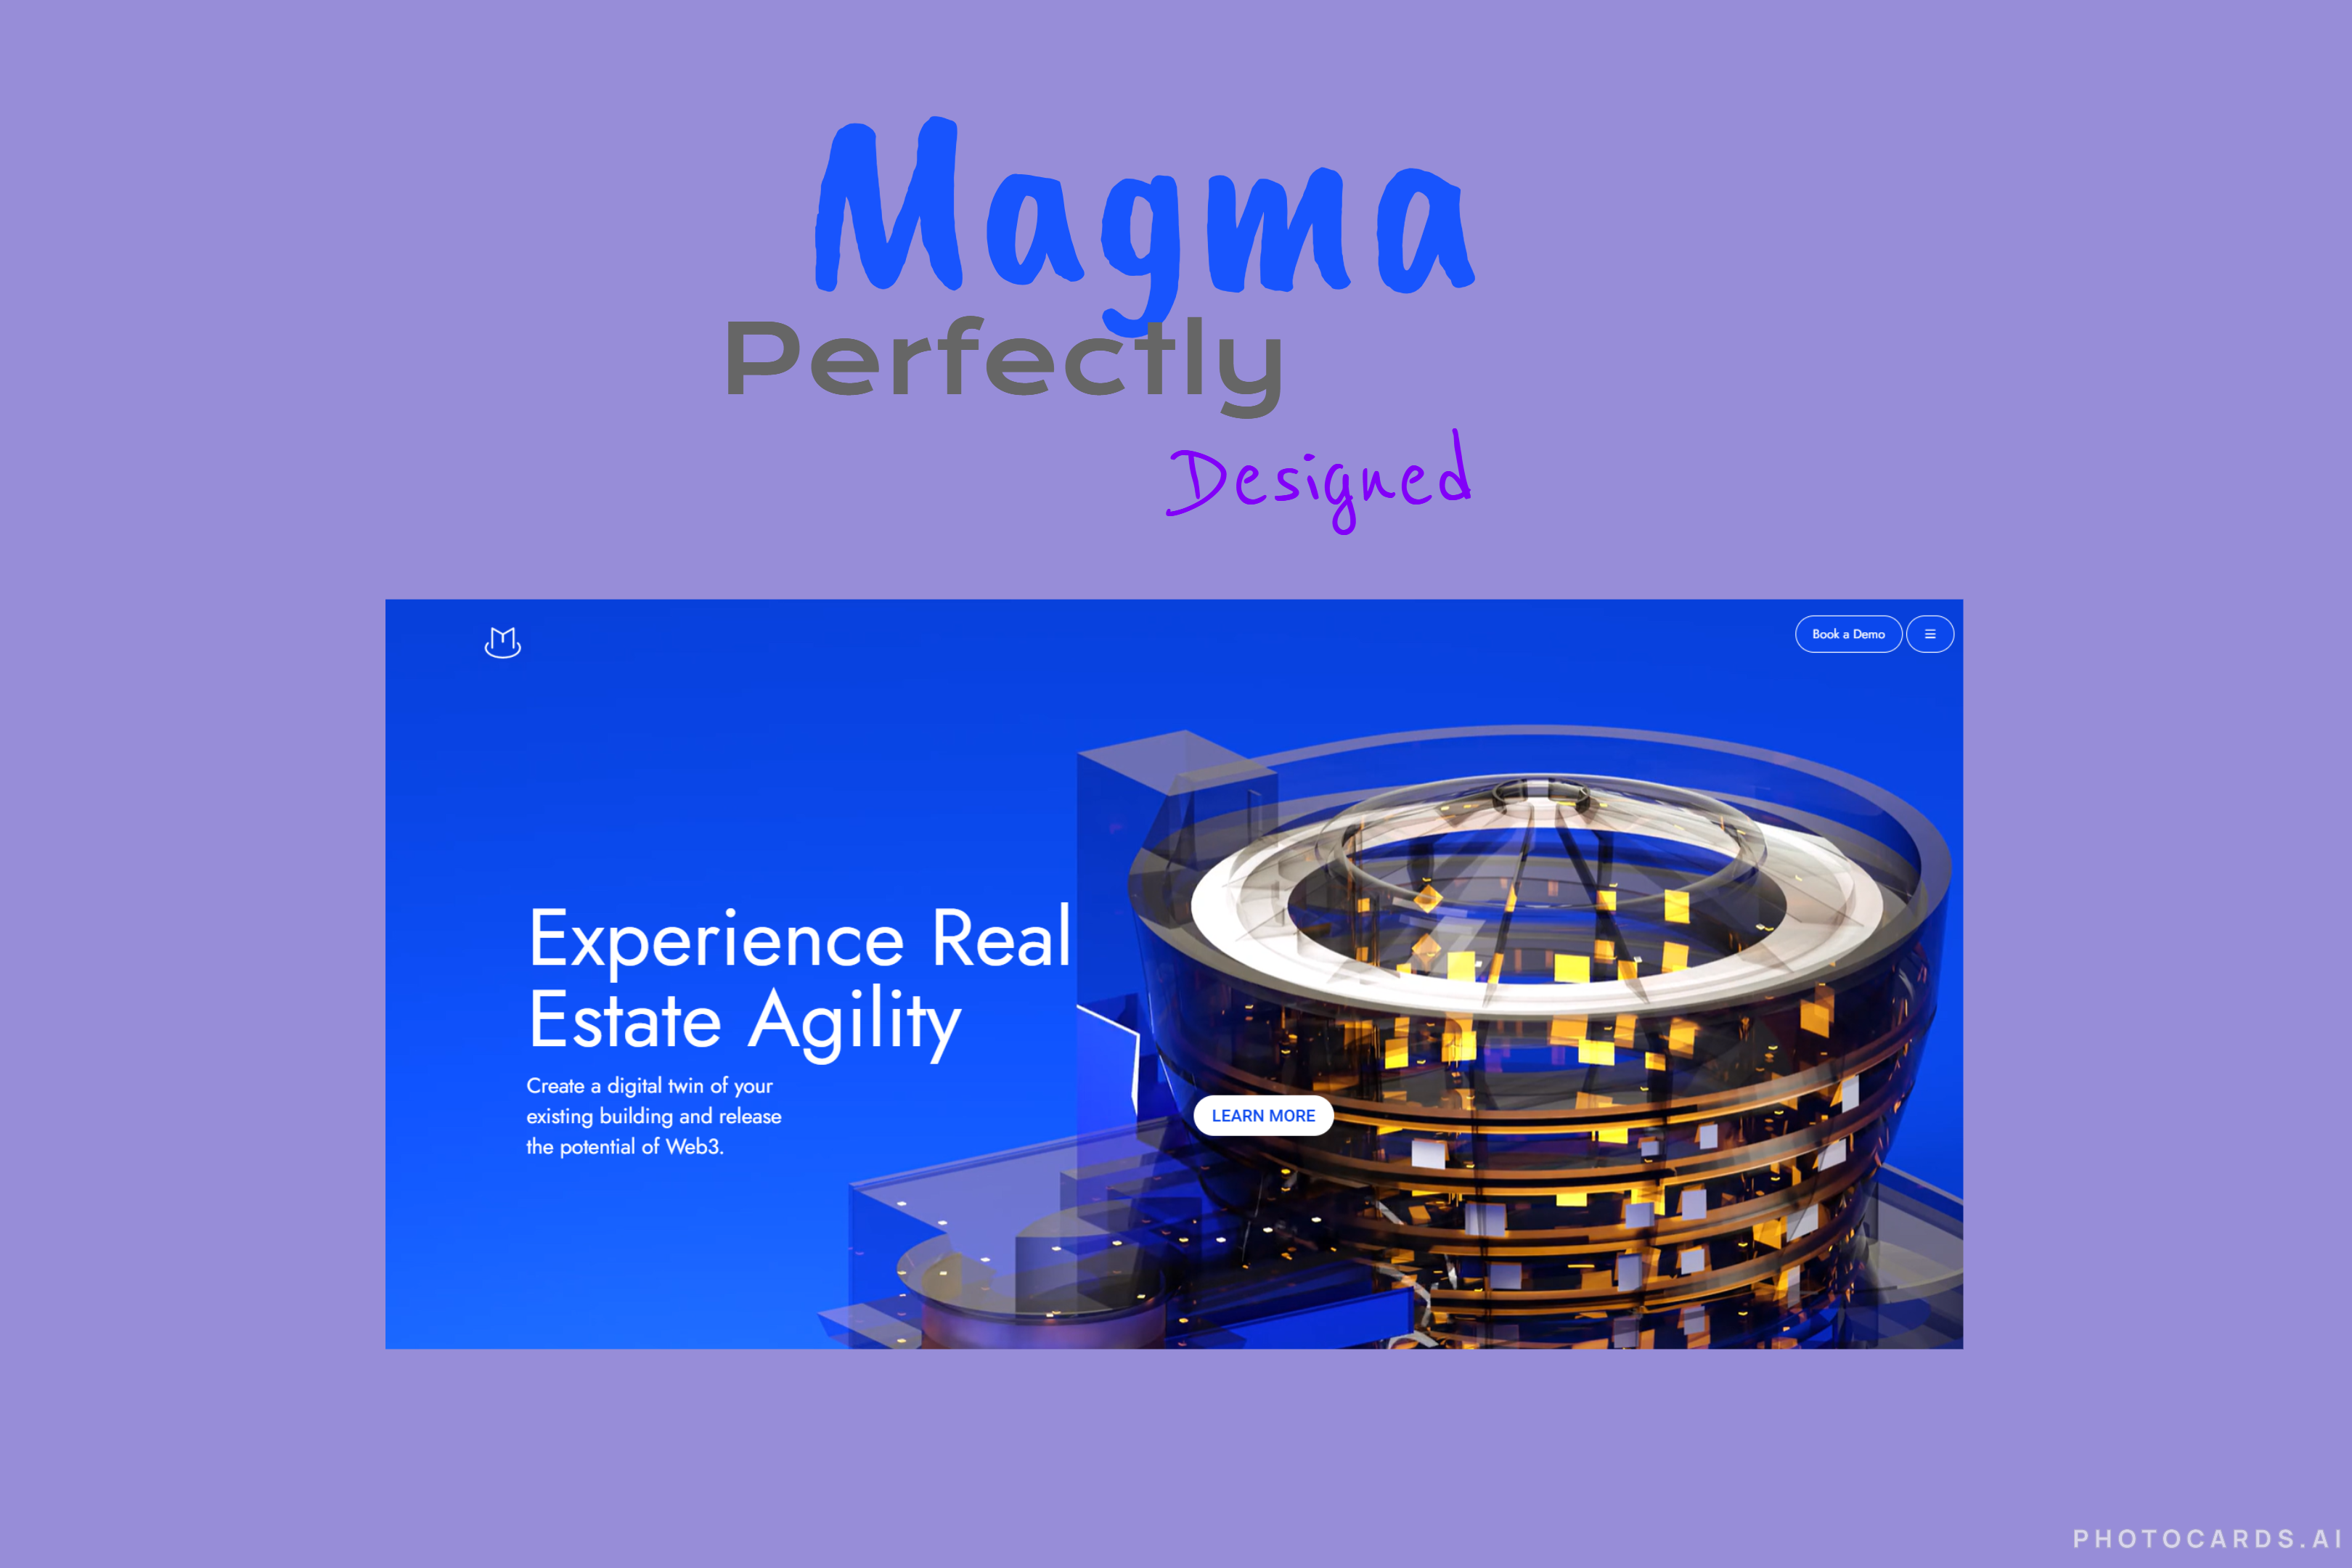 Magma
Perfectly
Designed
Book a Demo
Experience Real
Estate Agility
Create a digital twin of your
existing building and release
the potential of Web3.
LEARN MORE
PHOTOCARDS.AI